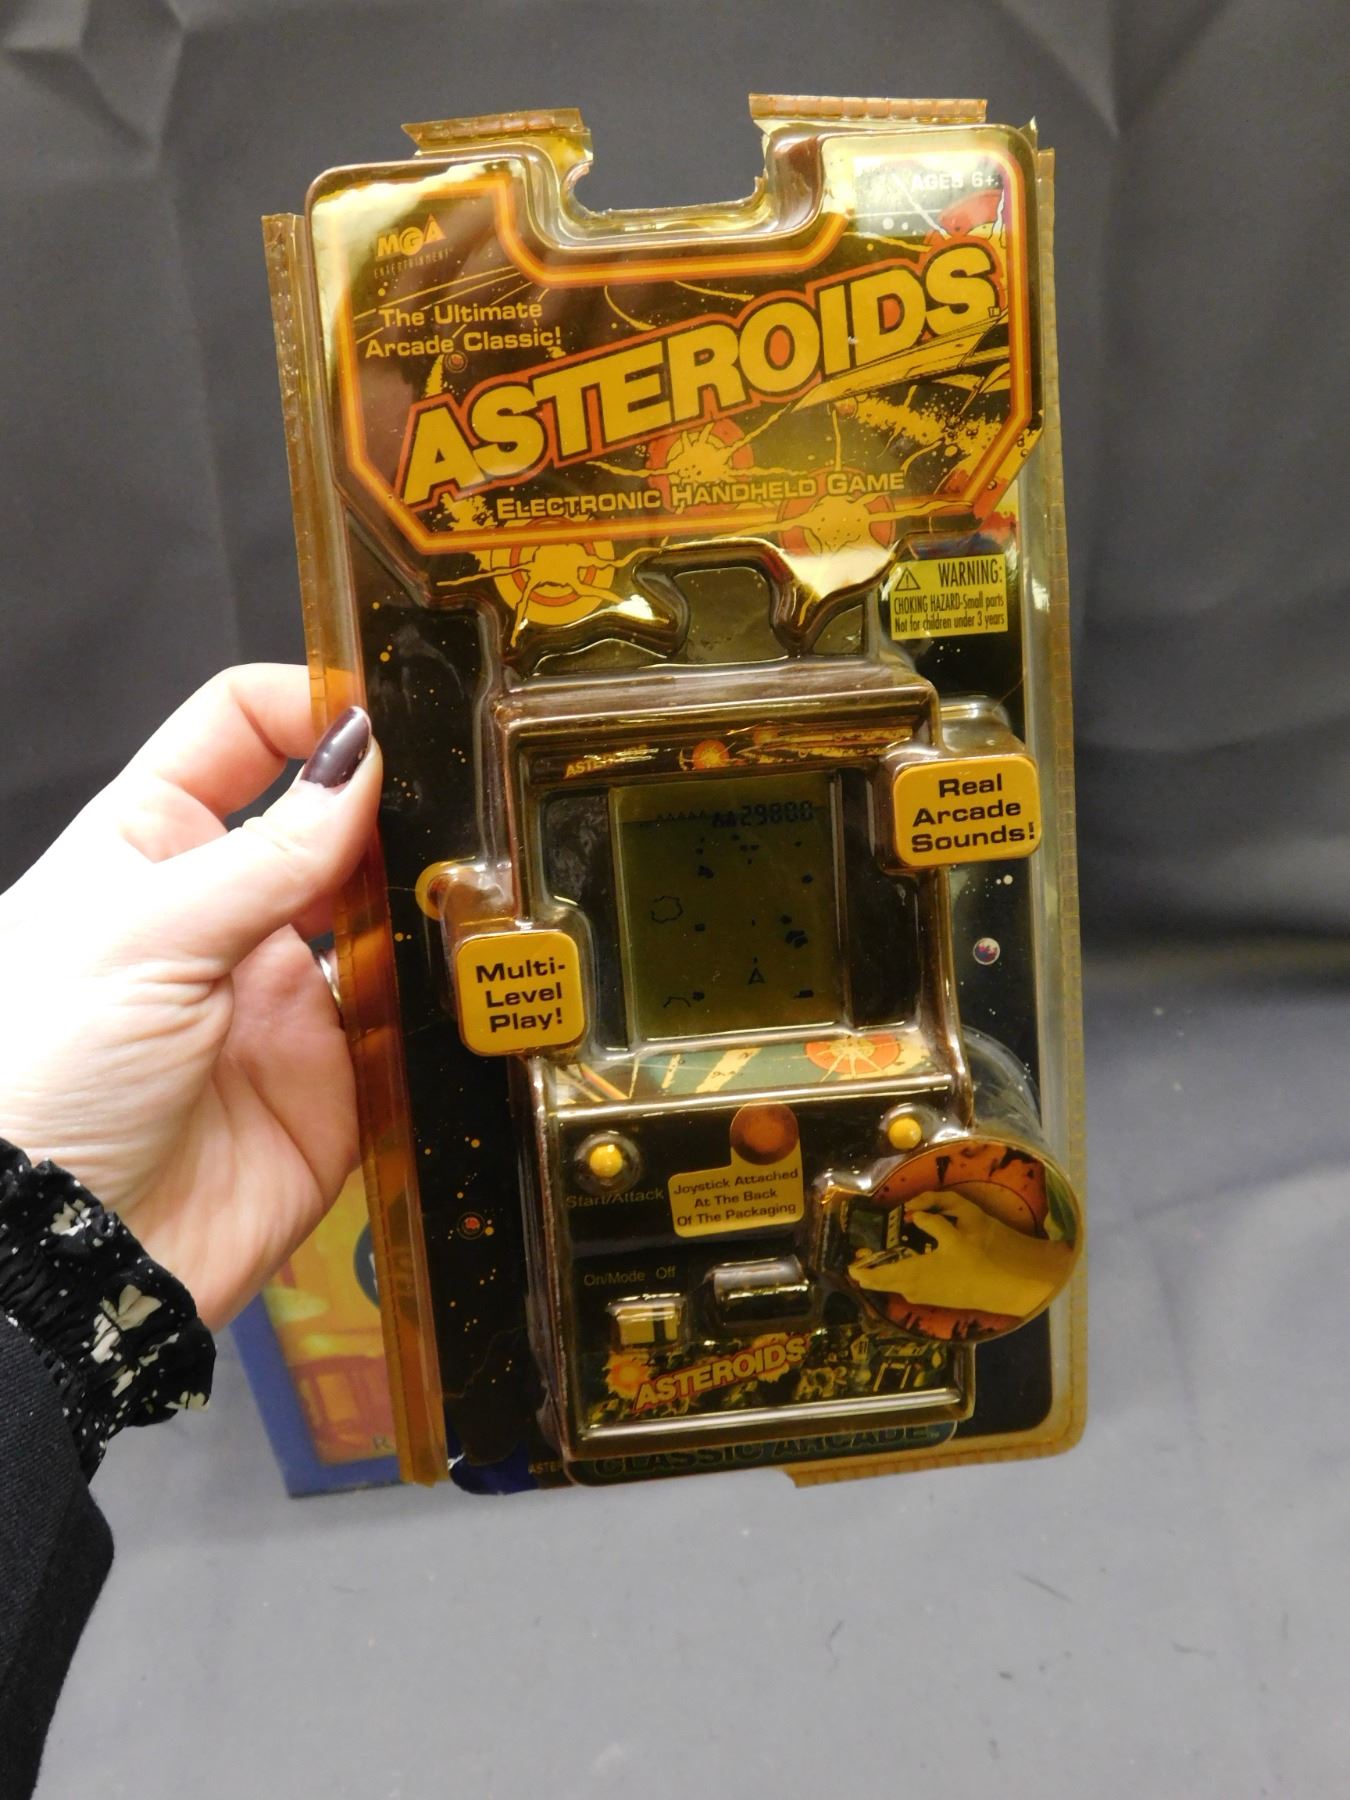 AGES 6+
MGA
ENTERTAINMENT
The Ultimate
Arcade Classic!
ASTEROIDS™
ELECTRONIC HANDHELD GAME
WARNING:
CHOKING HAZARD-Small parts
Not for children under 3 years
ASTEROIDS
29800
Real
Arcade
Sounds!
Multi-
Level
Play!
Start/Attack
Joystick Attached
At The Back
Of The Packaging
On/Mode Off
ASTEROIDS
CLASSIC ARCADE